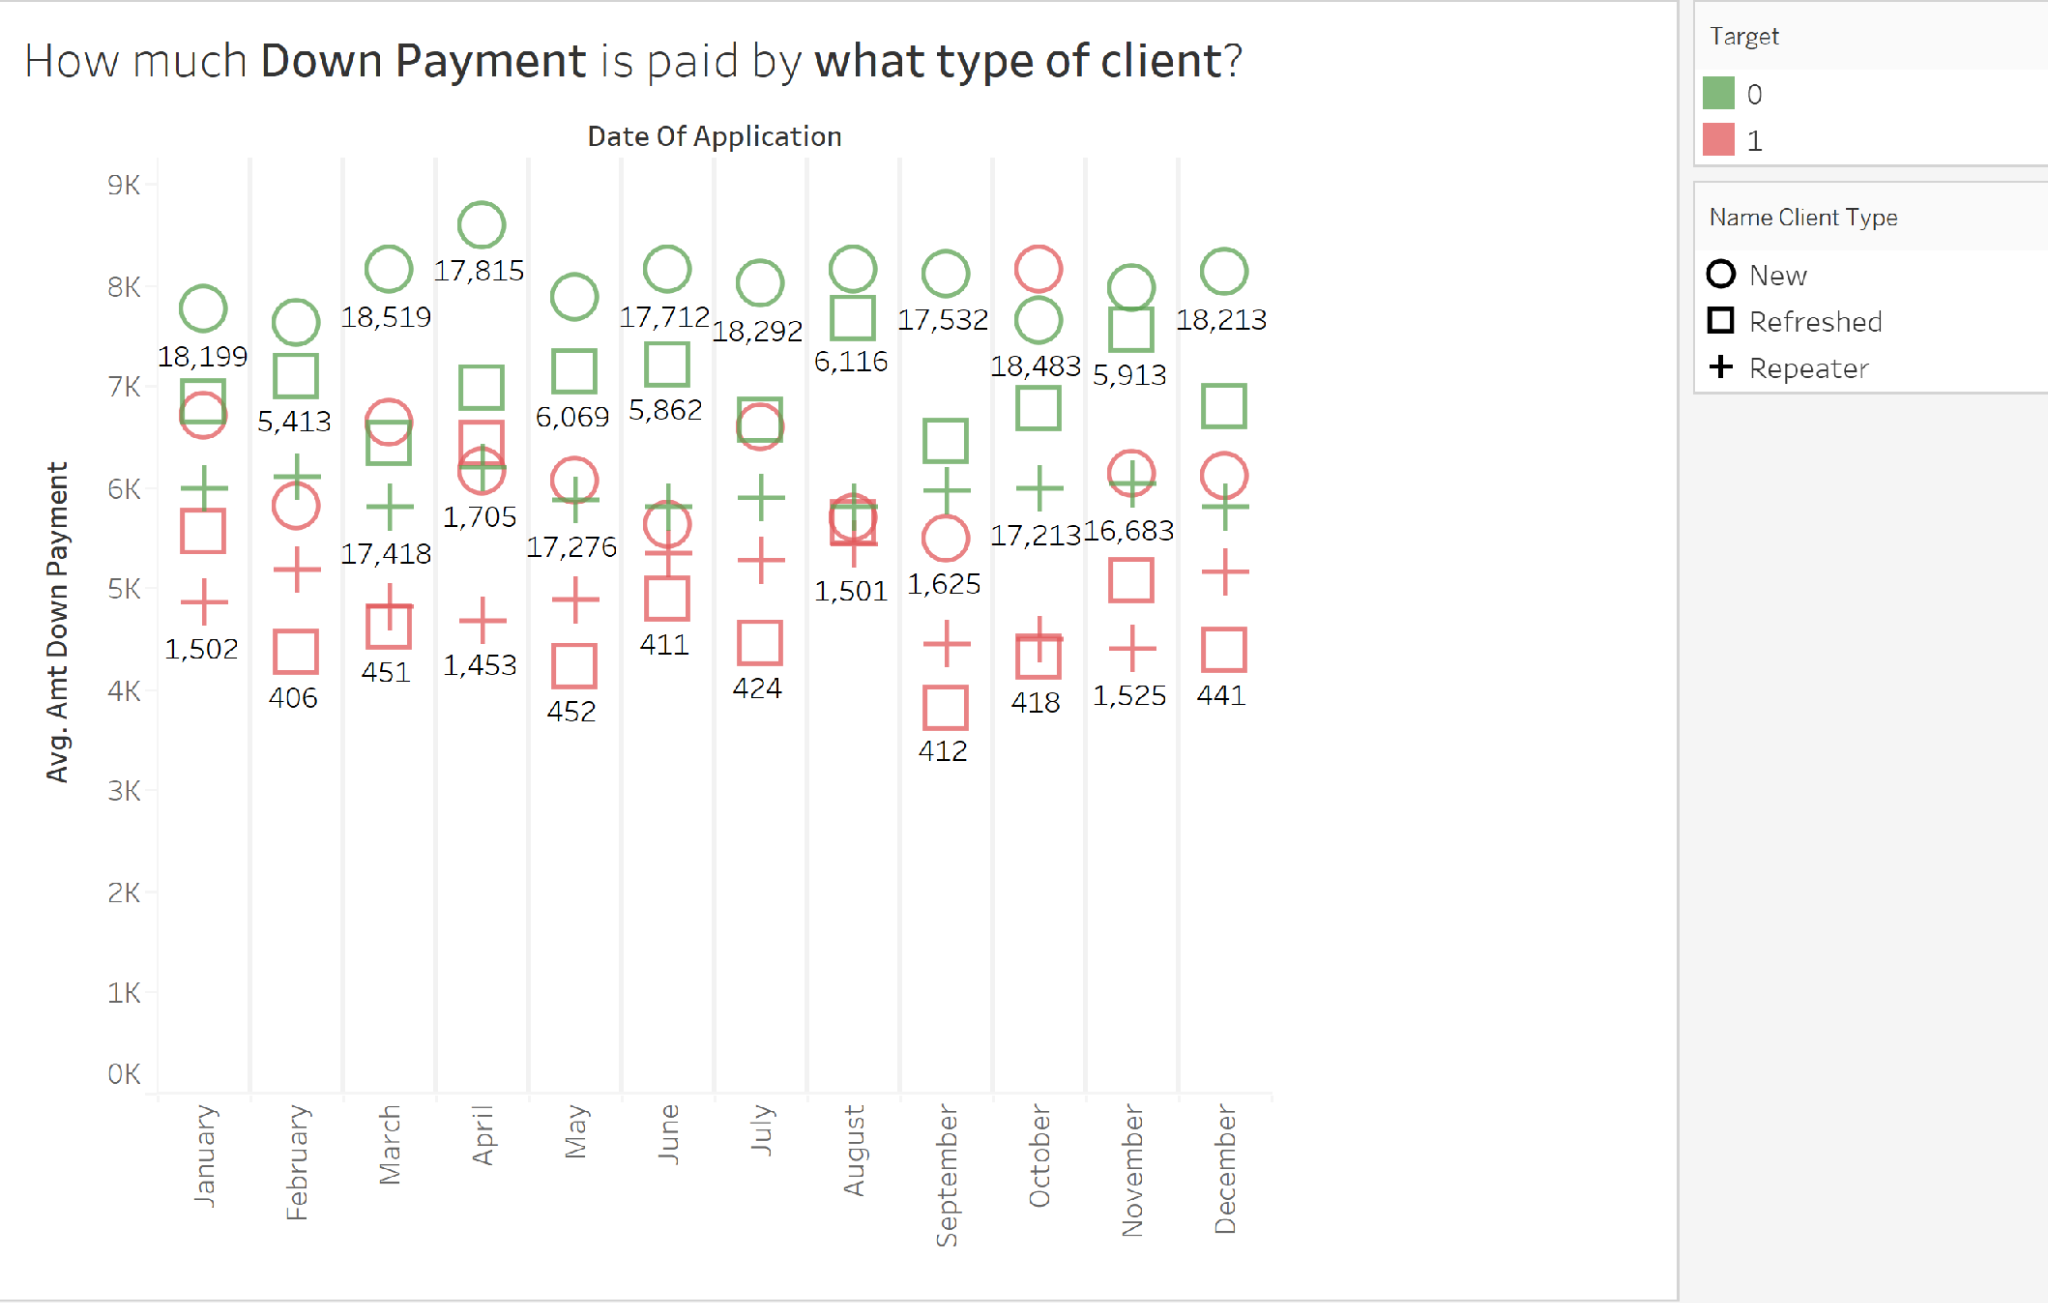 How much Down Payment is paid by what type of client?
Date Of Application
Avg. Amt Down Payment
9K
8K
7K
6K
5K
4K
3K
2K
1K
0K
17,815
18,519
17,712
18,292
17,532
18,213
18,199
6,116
18,483
5,913
5,413
6,069
5,862
1,705
17,418
17,276
17,213
16,683
1,501
1,625
1,502
451
1,453
411
406
452
424
418
1,525
441
412
January
February
March
April
May
June
July
August
September
October
November
December
Target
0
1
Name Client Type
New
Refreshed
Repeater